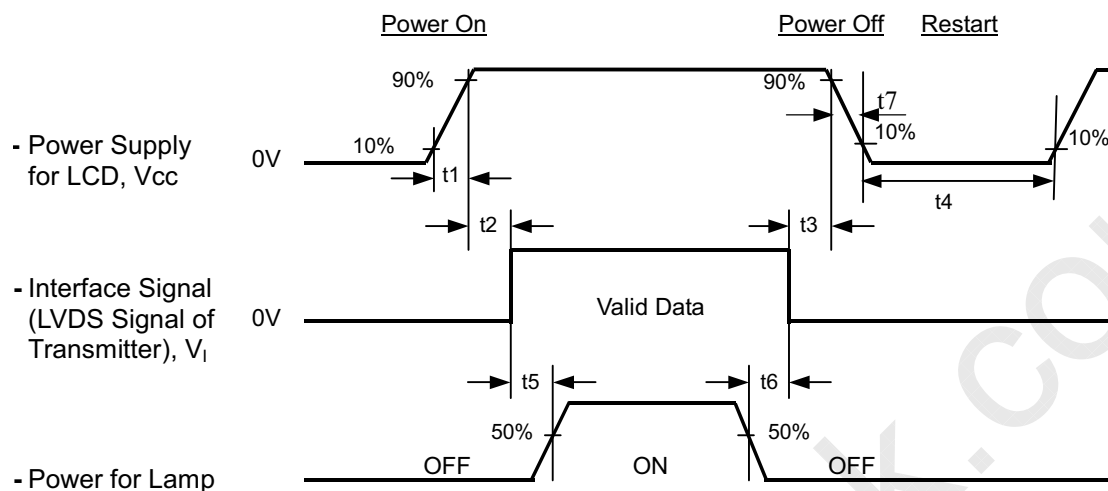 Power On
Power Off
Restart
90%
90%
t7
10%
10%
10%
- Power Supply
for LCD, Vcc
0V
t1
t4
t2
t3
- Interface Signal
(LVDS Signal of
Transmitter), VI
0V
Valid Data
t5
t6
50%
50%
OFF
ON
OFF
- Power for Lamp